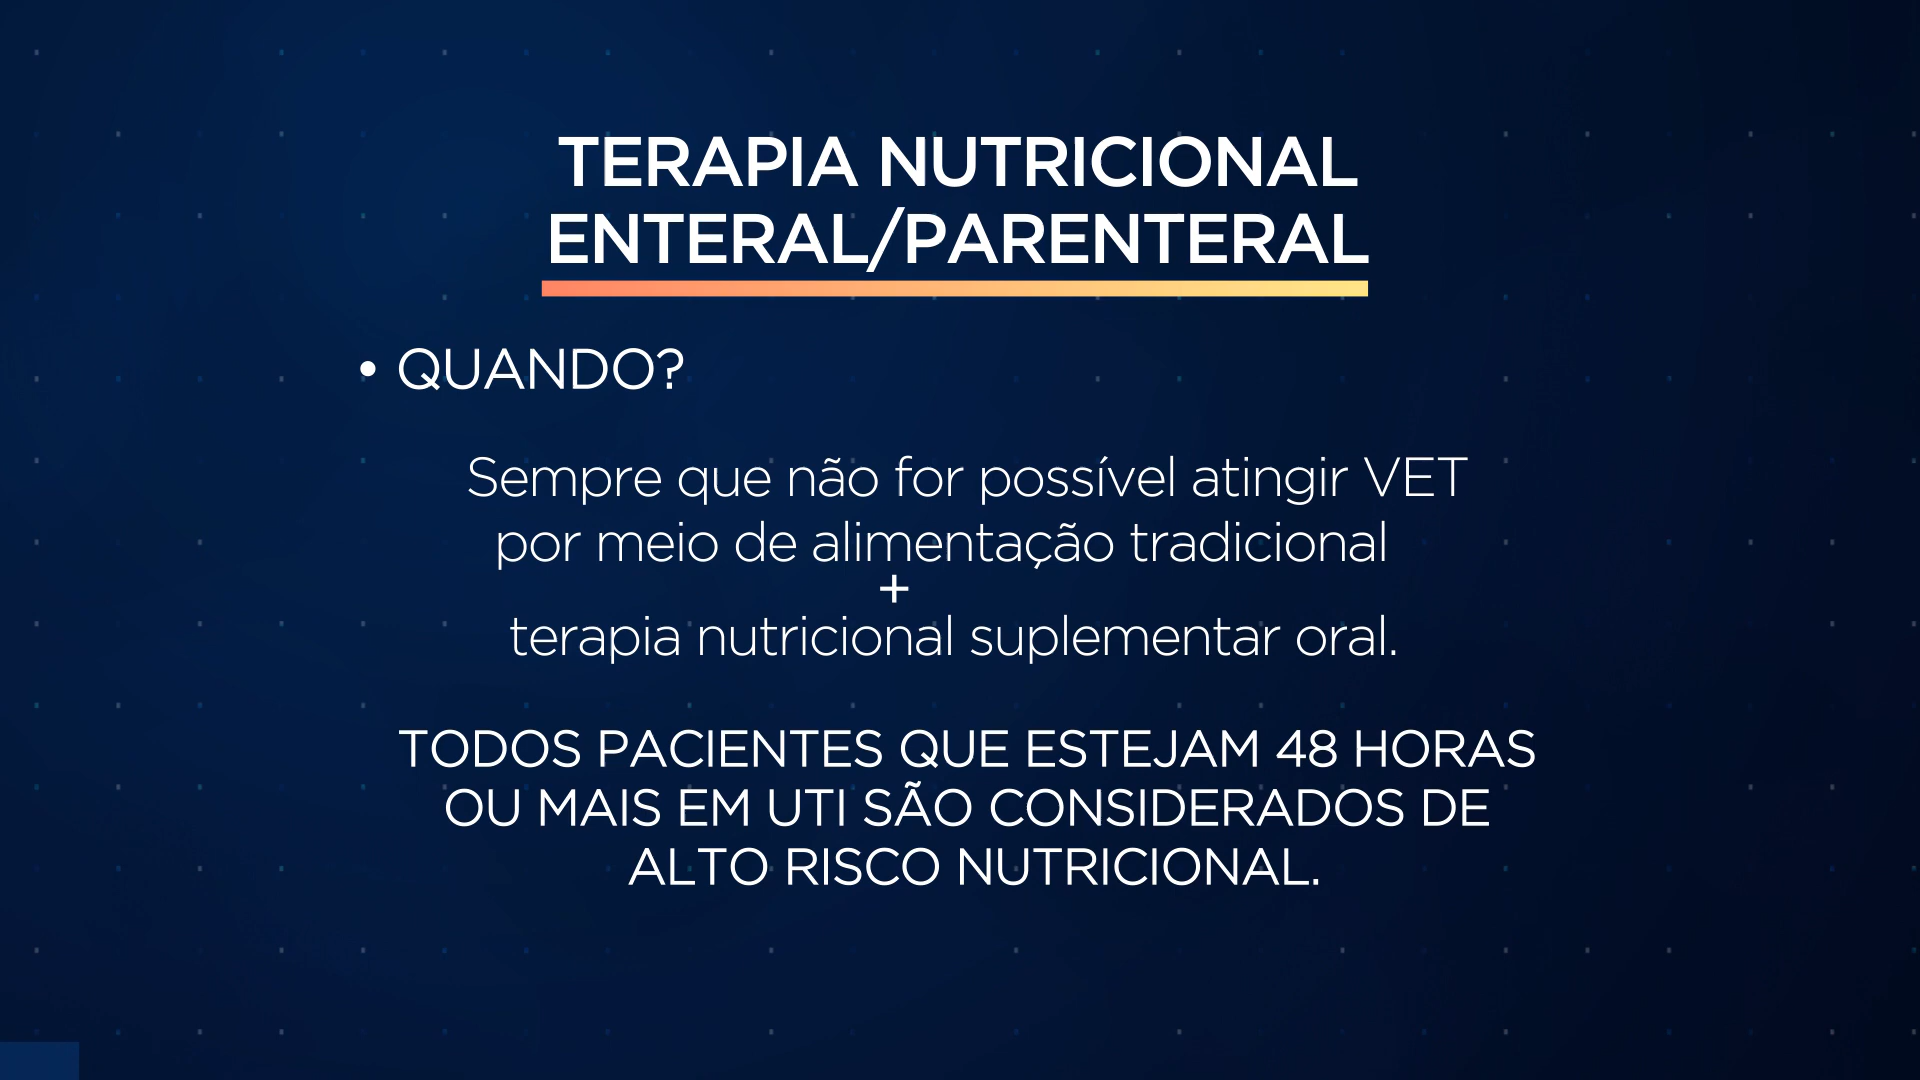 TERAPIA NUTRICIONAL
ENTERAL/PARENTERAL
• QUANDO?
Sempre que não for possível atingir VET
por meio de alimentação tradicional
+
terapia nutricional suplementar oral.
TODOS PACIENTES QUE ESTEJAM 48 HORAS
OU MAIS EM UTI SÃO CONSIDERADOS DE
ALTO RISCO NUTRICIONAL.